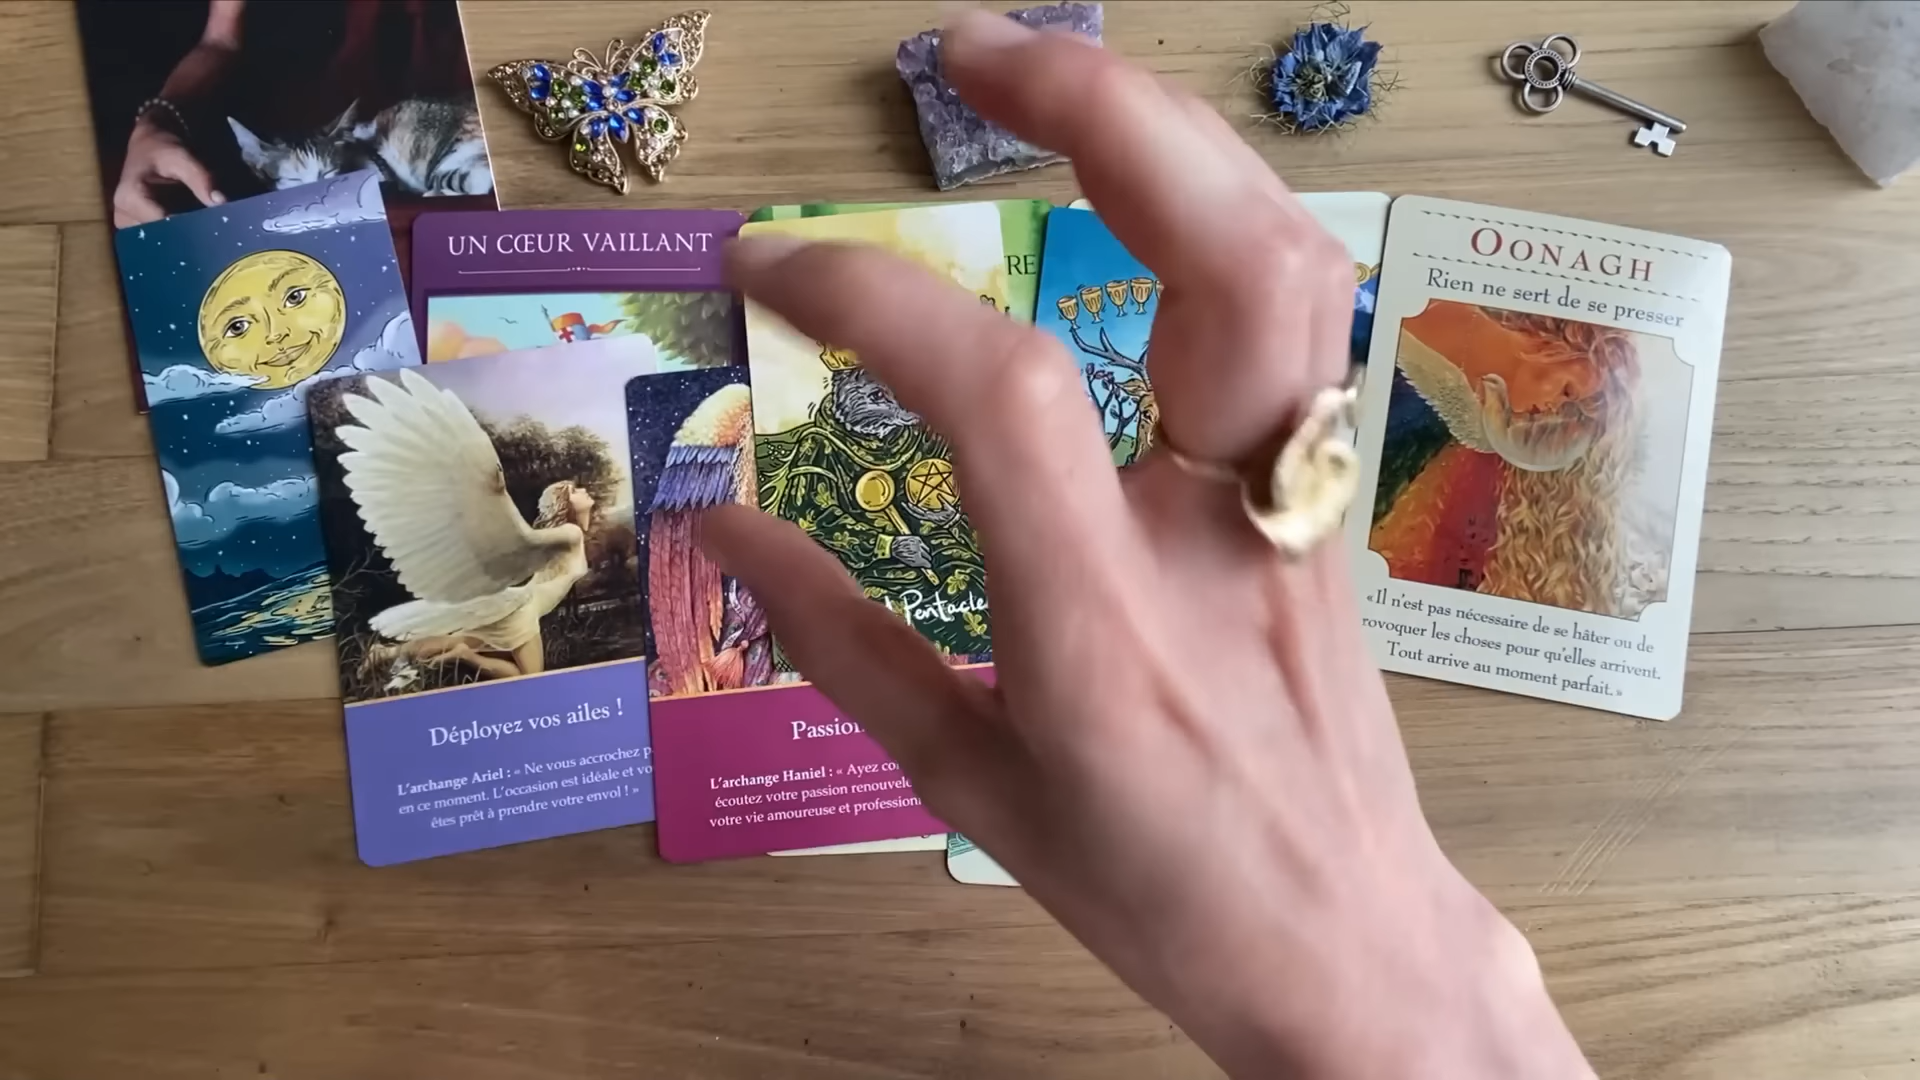 UN CŒUR VAILLANT
RE
OONAGH
Rien ne sert de se presser
«Il n'est pas nécessaire de se hâter ou de
rovoquer les choses pour qu'elles arrivent.
Tout arrive au moment parfait.»
Pentacle
Déployez vos ailes !
L'archange Ariel : « Ne vous accrochez p
en ce moment. L'occasion est idéale et vo
êtes prêt à prendre votre envol ! »
Passion
L'archange Haniel : « Ayez co
écoutez votre passion renouvel
votre vie amoureuse et profession